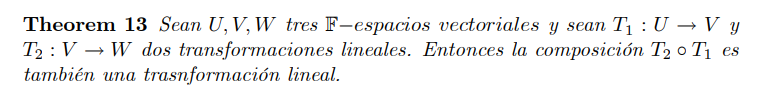 Theorem 13 Sean U, V, W tres 𝔽−espacios vectoriales y sean T₁ : U → V y
T₂ : V → W dos transformaciones lineales. Entonces la composición T₂ ∘ T₁ es
también una trasnformación lineal.